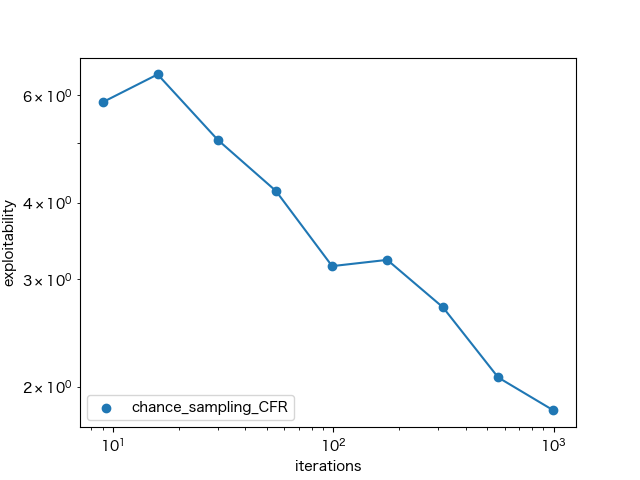 6 × 10⁰
4 × 10⁰
3 × 10⁰
2 × 10⁰
exploitability
chance_sampling_CFR
10¹
10²
10³
iterations